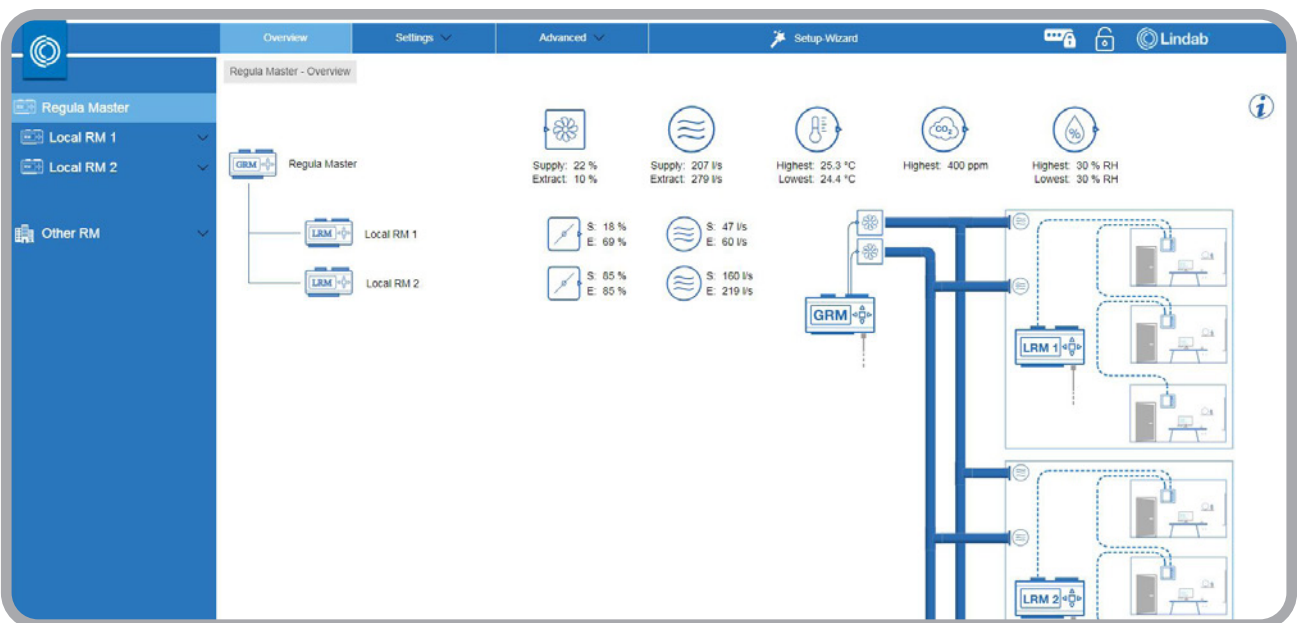 Overview
Settings
Advanced
Setup-Wizard
Lindab
Regula Master - Overview
Regula Master
Local RM 1
Local RM 2
Other RM
GRM
Regula Master
Supply: 22 %
Extract: 10 %
Supply: 207 l/s
Extract: 279 l/s
Highest: 25.3 °C
Lowest: 24.4 °C
CO2
Highest: 400 ppm
%
Highest: 30 % RH
Lowest: 30 % RH
i
LRM
Local RM 1
S: 18 %
E: 69 %
S: 47 l/s
E: 60 l/s
LRM
Local RM 2
S: 85 %
E: 85 %
S: 160 l/s
E: 219 l/s
GRM
LRM 1
LRM 2